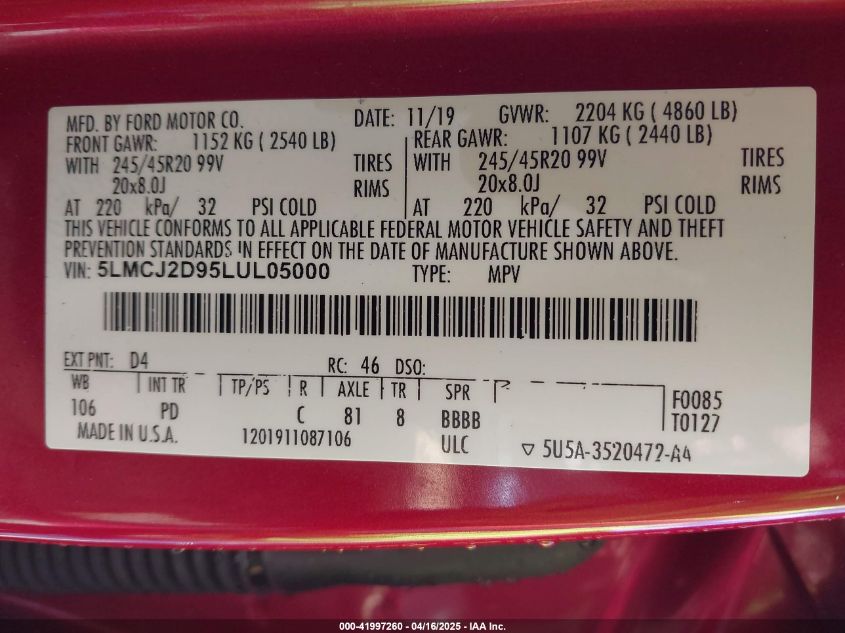 MFD. BY FORD MOTOR CO. DATE: 11/19 GVWR: 2204 KG ( 4860 LB)
FRONT GAWR: 1152 KG ( 2540 LB) REAR GAWR: 1107 KG ( 2440 LB)
WITH 245/45R20 99V TIRES WITH 245/45R20 99V TIRES
20x8.0J RIMS 20x8.0J RIMS
AT 220 kPa/ 32 PSI COLD AT 220 kPa/ 32 PSI COLD
THIS VEHICLE CONFORMS TO ALL APPLICABLE FEDERAL MOTOR VEHICLE SAFETY AND THEFT
PREVENTION STANDARDS IN EFFECT ON THE DATE OF MANUFACTURE SHOWN ABOVE.
VIN: 5LMCJ2D95LUL05000 TYPE: MPV
EXT PNT: D4 RC: 46 DSO:
WB INT TR TP/PS R AXLE TR SPR F0085
106 PD C 81 8 BBBB T0127
MADE IN U.S.A. 1201911087106 ULC ▽ 5U5A-3520472-A4
000-41997260 - 04/16/2025 - IAA Inc.